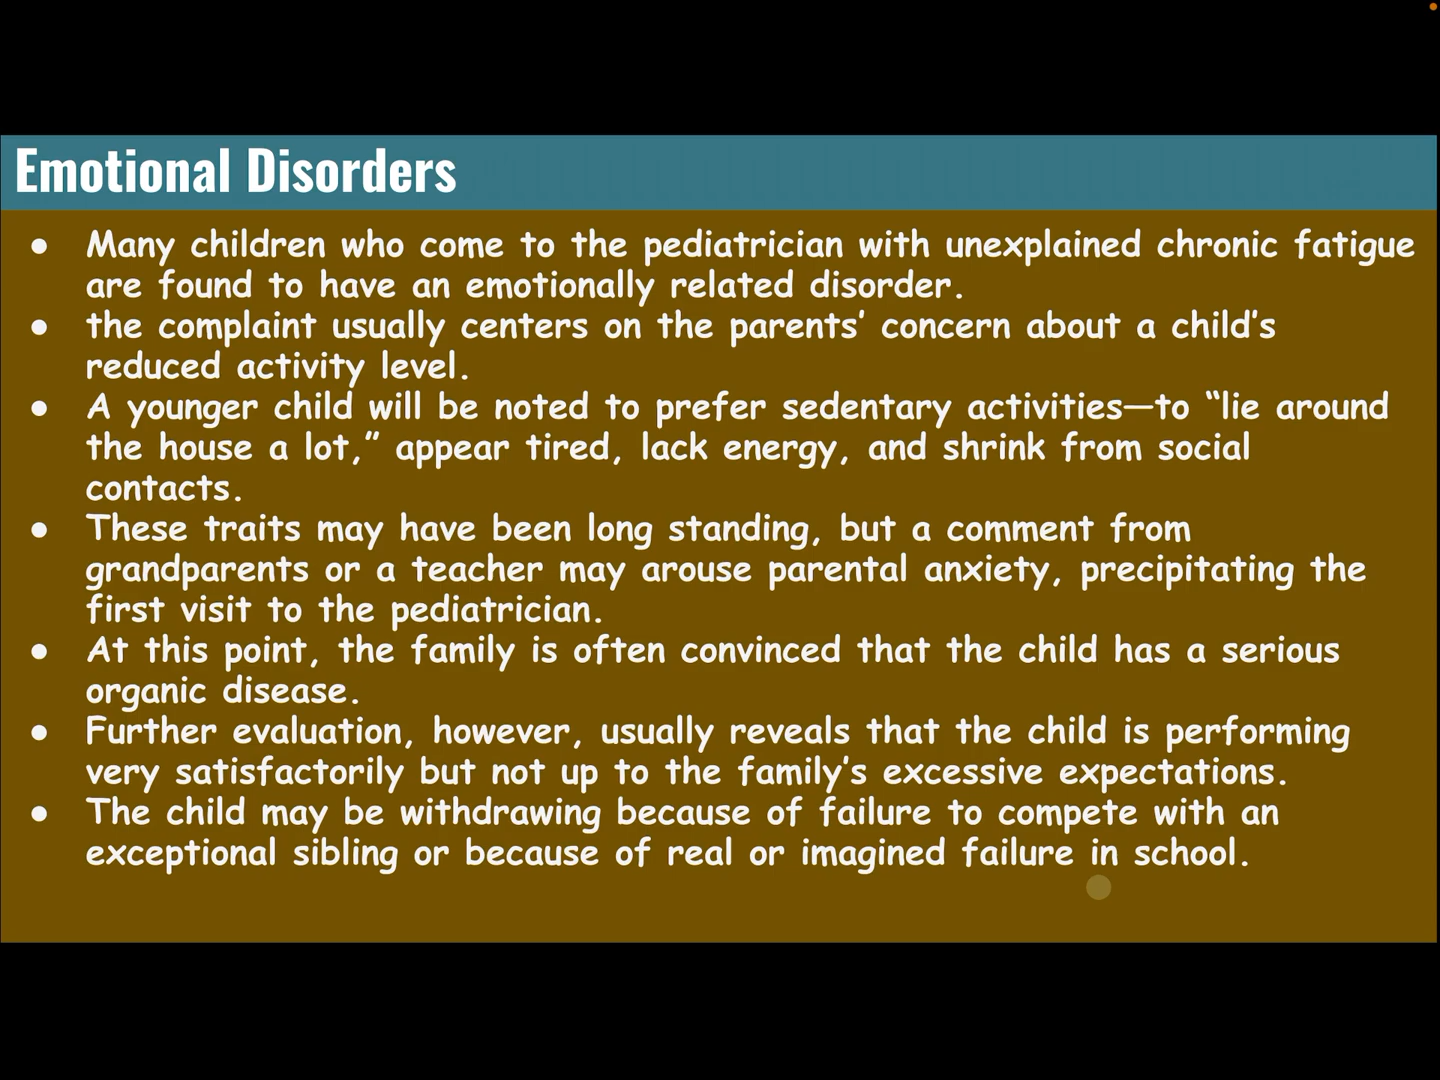 Emotional Disorders
● Many children who come to the pediatrician with unexplained chronic fatigue
are found to have an emotionally related disorder.
● the complaint usually centers on the parents’ concern about a child’s
reduced activity level.
● A younger child will be noted to prefer sedentary activities—to “lie around
the house a lot,” appear tired, lack energy, and shrink from social
contacts.
● These traits may have been long standing, but a comment from
grandparents or a teacher may arouse parental anxiety, precipitating the
first visit to the pediatrician.
● At this point, the family is often convinced that the child has a serious
organic disease.
● Further evaluation, however, usually reveals that the child is performing
very satisfactorily but not up to the family’s excessive expectations.
● The child may be withdrawing because of failure to compete with an
exceptional sibling or because of real or imagined failure in school.